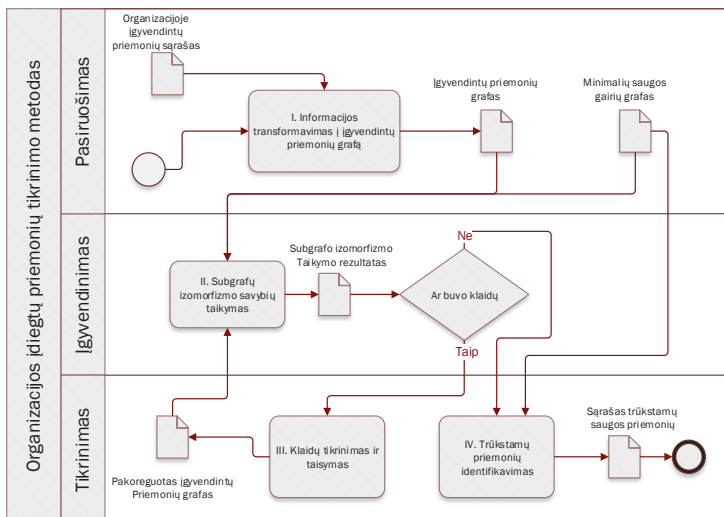 Organizacijos įdiegtų priemonių tikrinimo metodas
Pasiruošimas
Organizacijoje
įgyvendintų
priemonių sąrašas
I. Informacijos
transformavimas į įgyvendintų
priemonių grafą
Įgyvendintų priemonių
grafas
Minimalių saugos
gairių grafas
Įgyvendinimas
II. Subgrafų
izomorfizmo savybių
taikymas
Subgrafo izomorfizmo
Taikymo rezultatas
Ar buvo klaidų
Ne
Taip
Tikrinimas
Pakoreguotas įgyvendintų
Priemonių grafas
III. Klaidų tikrinimas ir
taisymas
IV. Trūkstamų
priemonių
identifikavimas
Sąrašas trūkstamų
saugos priemonių